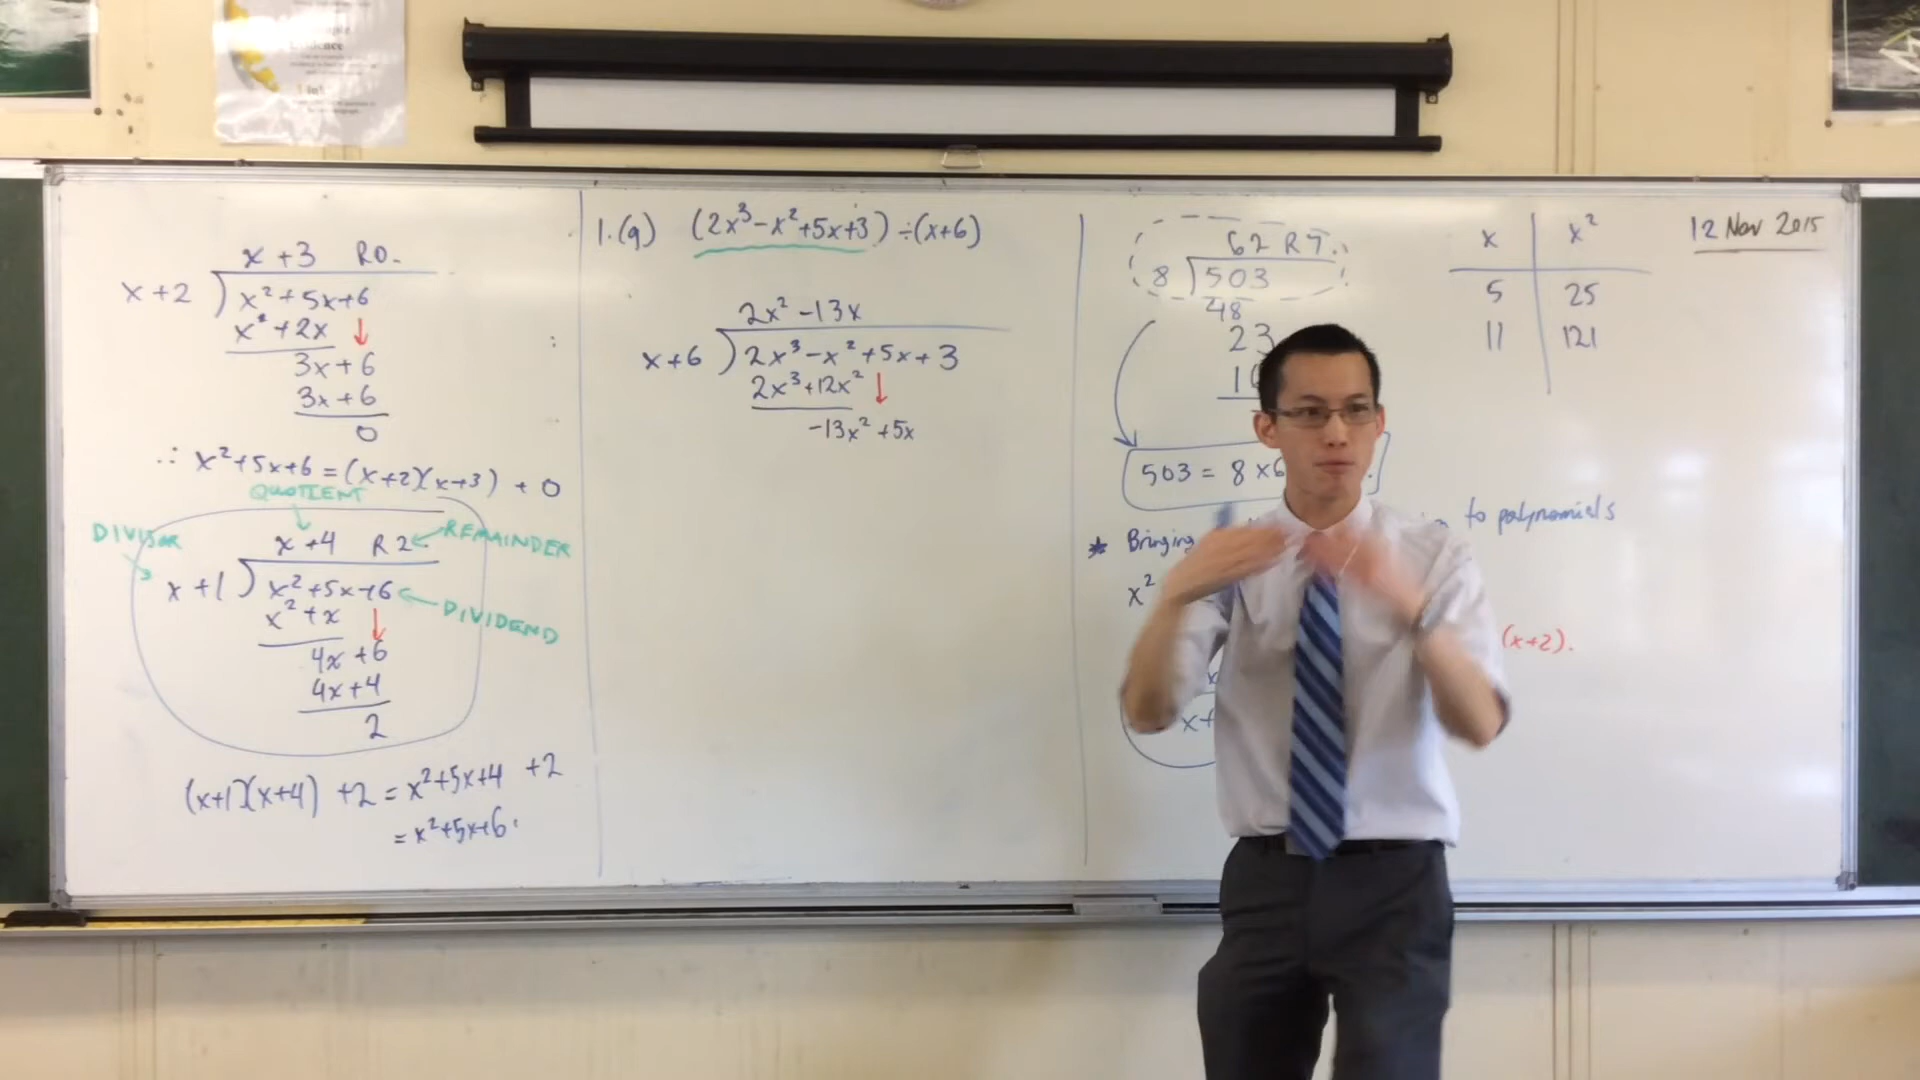 x + 3 R0.
x + 2 ) x² + 5x + 6
x² + 2x ↓
3x + 6
3x + 6
0
∴ x² + 5x + 6 = (x + 2)(x + 3) + 0
QUOTIENT
DIVISOR
x + 4 R 2 ← REMAINDER
x + 1 ) x² + 5x + 6
← DIVIDEND
x² + x ↓
4x + 6
4x + 4
2
(x+1)(x+4) + 2 = x² + 5x + 4 + 2
= x² + 5x + 6.
1. (a) (2x³ - x² + 5x + 3) ÷ (x + 6)
2x² - 13x
x + 6 ) 2x³ - x² + 5x + 3
2x³ + 12x² ↓
-13x² + 5x
62 R 7.
8 ) 503
48
23
1
503 = 8 × 6
* Bringing
to polynomials
x²
(x+2).
x+
x x²
5 25
11 121
12 Nov 2015